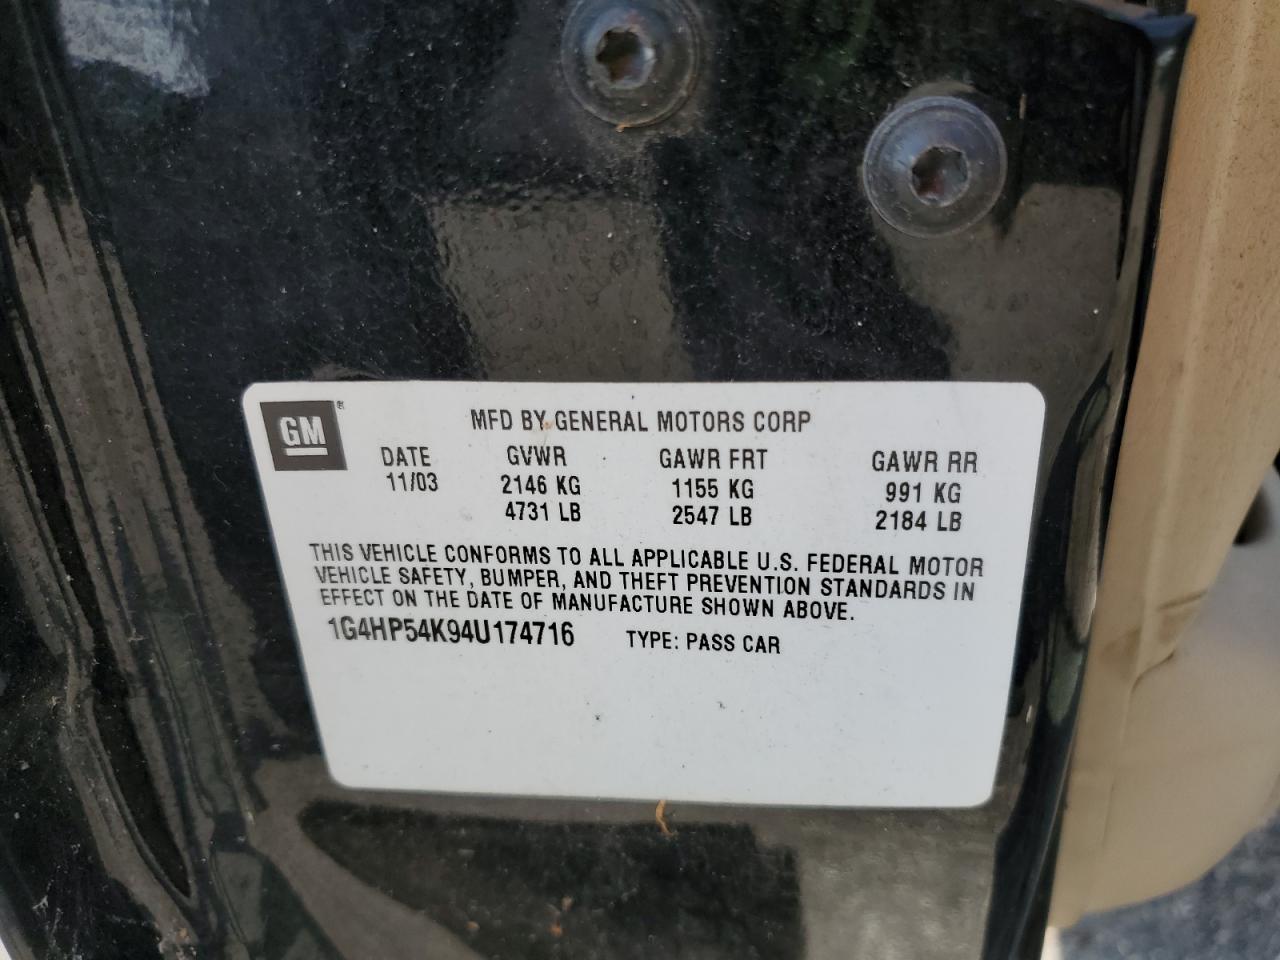 GM®
MFD BY GENERAL MOTORS CORP
DATE GVWR GAWR FRT GAWR RR
11/03 2146 KG 1155 KG 991 KG
4731 LB 2547 LB 2184 LB
THIS VEHICLE CONFORMS TO ALL APPLICABLE U.S. FEDERAL MOTOR
VEHICLE SAFETY, BUMPER, AND THEFT PREVENTION STANDARDS IN
EFFECT ON THE DATE OF MANUFACTURE SHOWN ABOVE.
1G4HP54K94U174716 TYPE: PASS CAR